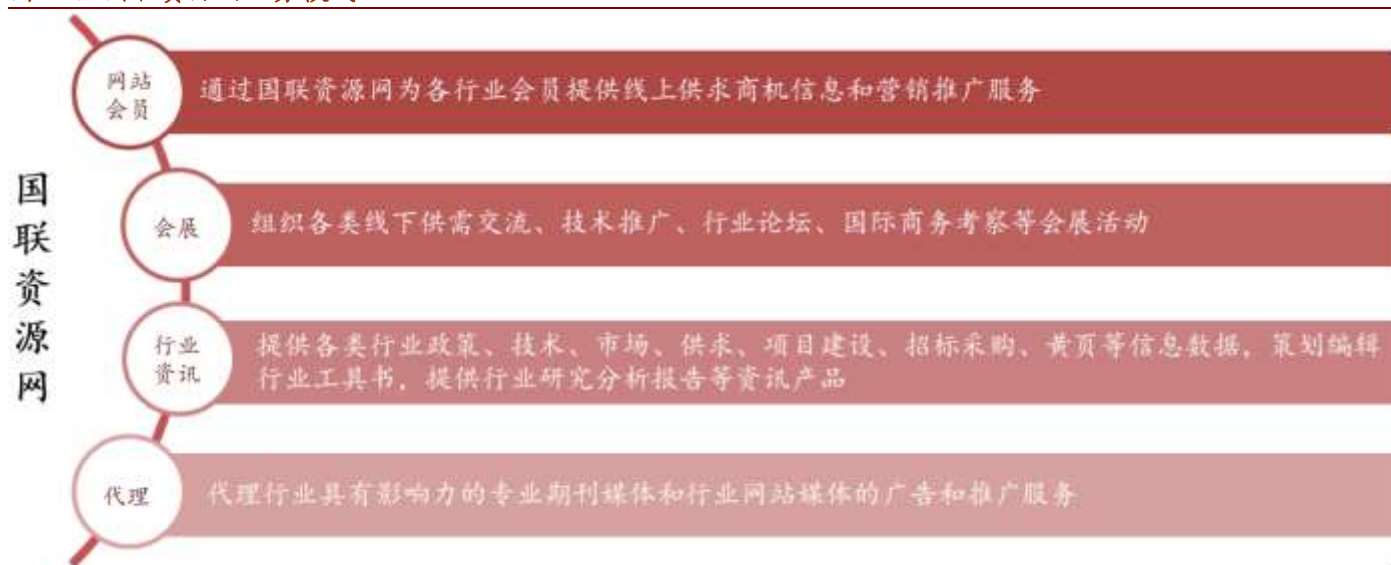 国联资源网
网站
会员
通过国联资源网为各行业会员提供线上供求商机信息和营销推广服务
会展
组织各类线下供需交流、技术推广、行业论坛、国际商务考察等会展活动
行业
资讯
提供各类行业政策、技术、市场、供求、项目建设、招标采购、黄页等信息数据，策划编辑
行业工具书，提供行业研究分析报告等资讯产品
代理
代理行业具有影响力的专业期刊媒体和行业网站媒体的广告和推广服务